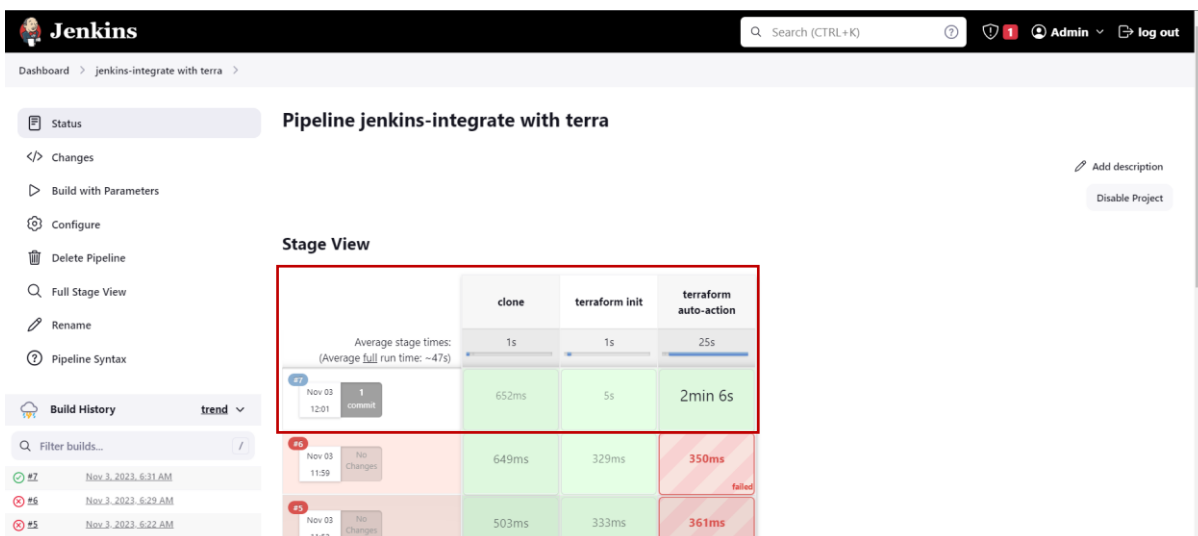 Jenkins
Search (CTRL+K)
1
Admin
log out
Dashboard
jenkins-integrate with terra
Status
Changes
Build with Parameters
Configure
Delete Pipeline
Full Stage View
Rename
Pipeline Syntax
Build History
trend
Filter builds...
/
#7
Nov 3, 2023, 6:31 AM
#6
Nov 3, 2023, 6:29 AM
#5
Nov 3, 2023, 6:22 AM
Pipeline jenkins-integrate with terra
Add description
Disable Project
Stage View
clone
terraform init
terraform
auto-action
Average stage times:
(Average full run time: ~47s)
1s
1s
25s
#7
Nov 03
12:01
1
commit
652ms
5s
2min 6s
#6
Nov 03
11:59
No
Changes
649ms
329ms
350ms
failed
#5
Nov 03
No
Changes
503ms
333ms
361ms